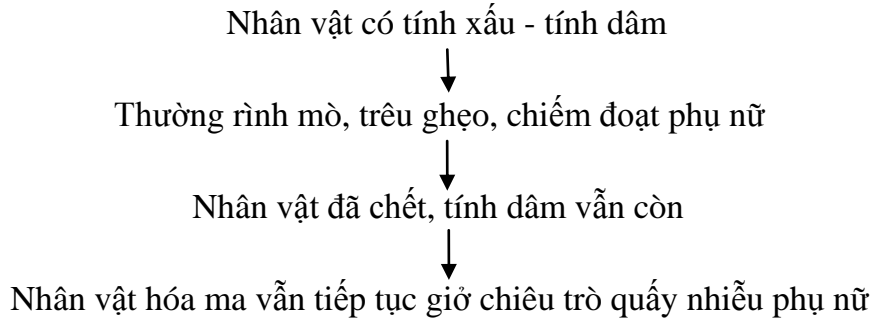 Nhân vật có tính xấu - tính dâm
Thường rình mò, trêu ghẹo, chiếm đoạt phụ nữ
Nhân vật đã chết, tính dâm vẫn còn
Nhân vật hóa ma vẫn tiếp tục giở chiêu trò quấy nhiễu phụ nữ